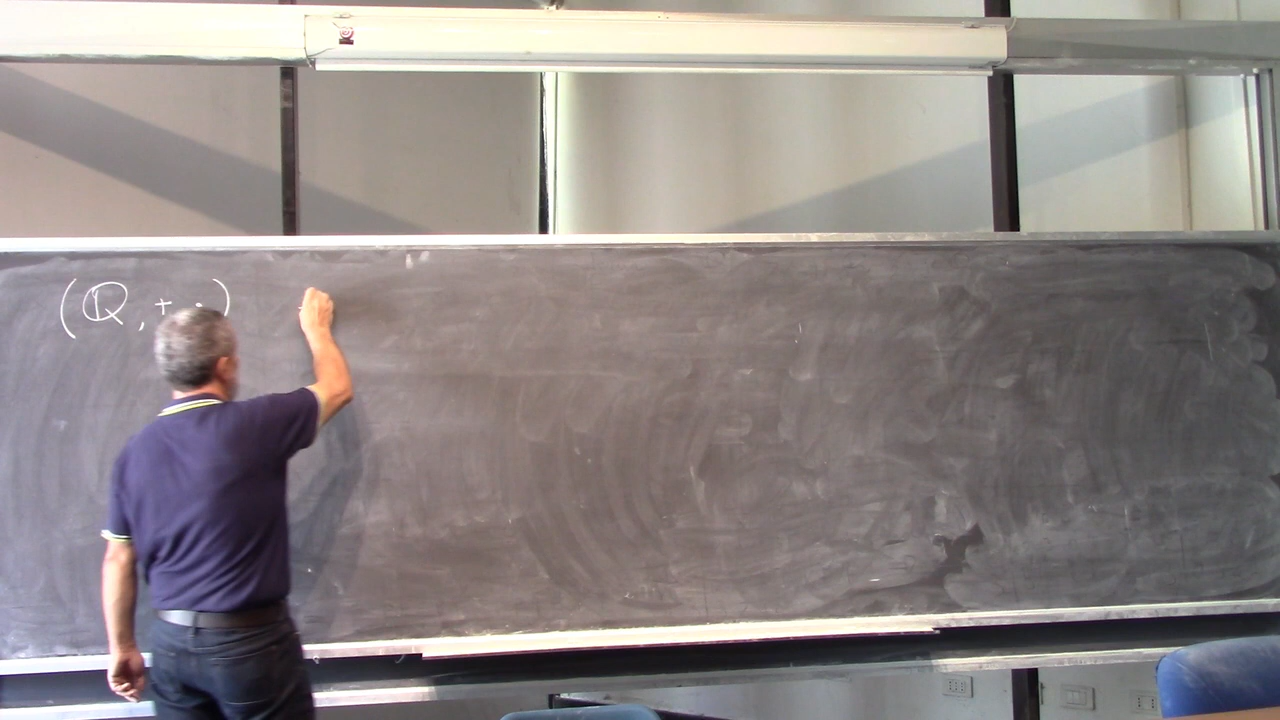 (ℚ, +, ·)